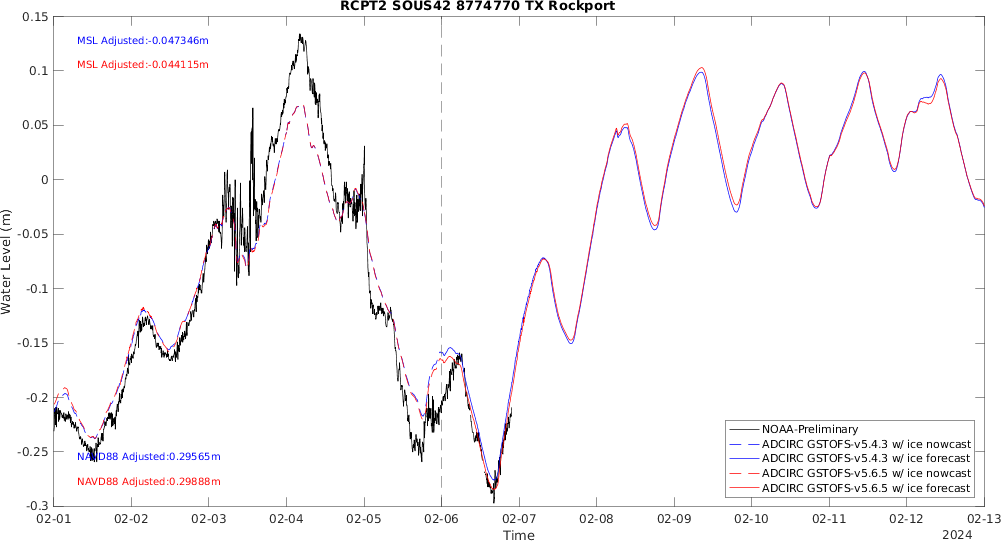 RCPT2 SOUS42 8774770 TX Rockport
0.15
MSL Adjusted:-0.047346m
0.1
MSL Adjusted:-0.044115m
0.05
0
-0.05
-0.1
-0.15
-0.2
-0.25
-0.3
Water Level (m)
NAVD88 Adjusted:0.29565m
NAVD88 Adjusted:0.29888m
NOAA-Preliminary
ADCIRC GSTOFS-v5.4.3 w/ ice nowcast
ADCIRC GSTOFS-v5.4.3 w/ ice forecast
ADCIRC GSTOFS-v5.6.5 w/ ice nowcast
ADCIRC GSTOFS-v5.6.5 w/ ice forecast
02-01 02-02 02-03 02-04 02-05 02-06 02-07 02-08 02-09 02-10 02-11 02-12 02-13
Time
2024